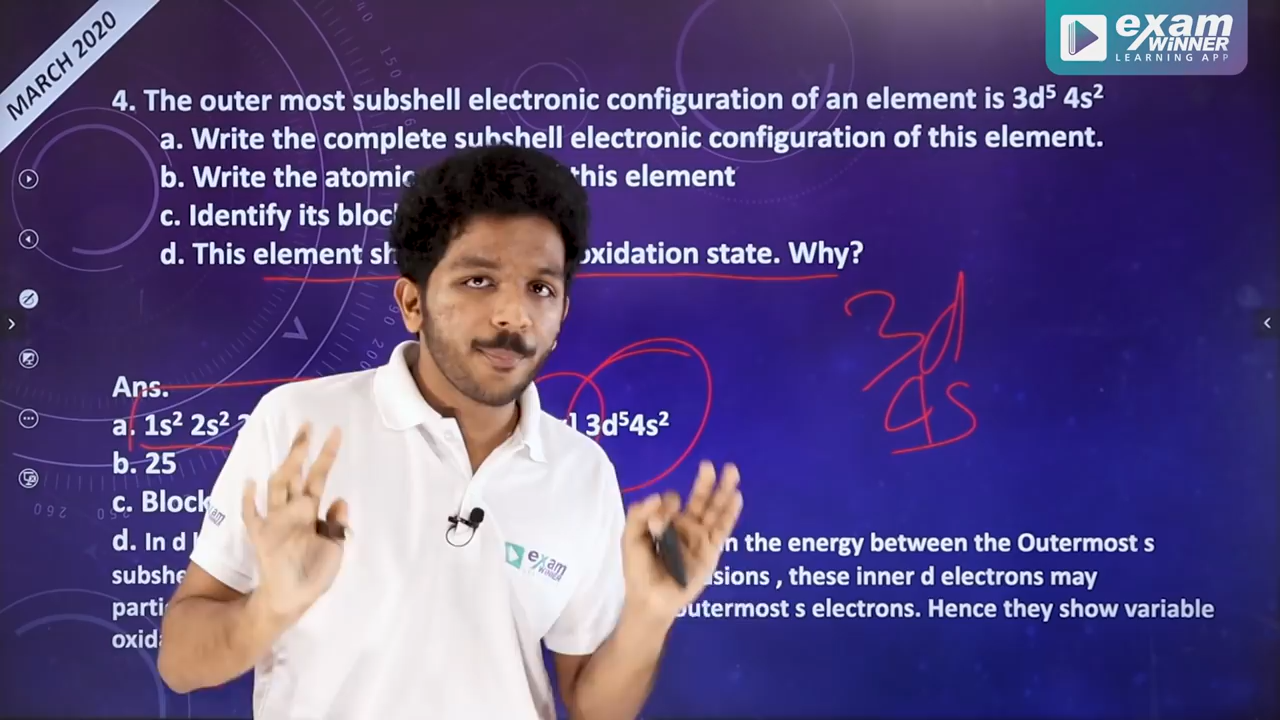 MARCH 2020
exam
WiNNER
LEARNING APP
4. The outer most subshell electronic configuration of an element is 3d⁵ 4s²
a. Write the complete subshell electronic configuration of this element.
b. Write the atomic this element
c. Identify its bloc
d. This element sh oxidation state. Why?
3d
4s
Ans.
a. 1s² 2s² 3d⁵4s²
b. 25
c. Block
d. In d n the energy between the Outermost s
subshe sions , these inner d electrons may
parti outermost s electrons. Hence they show variable
oxida
exam
WiNNER